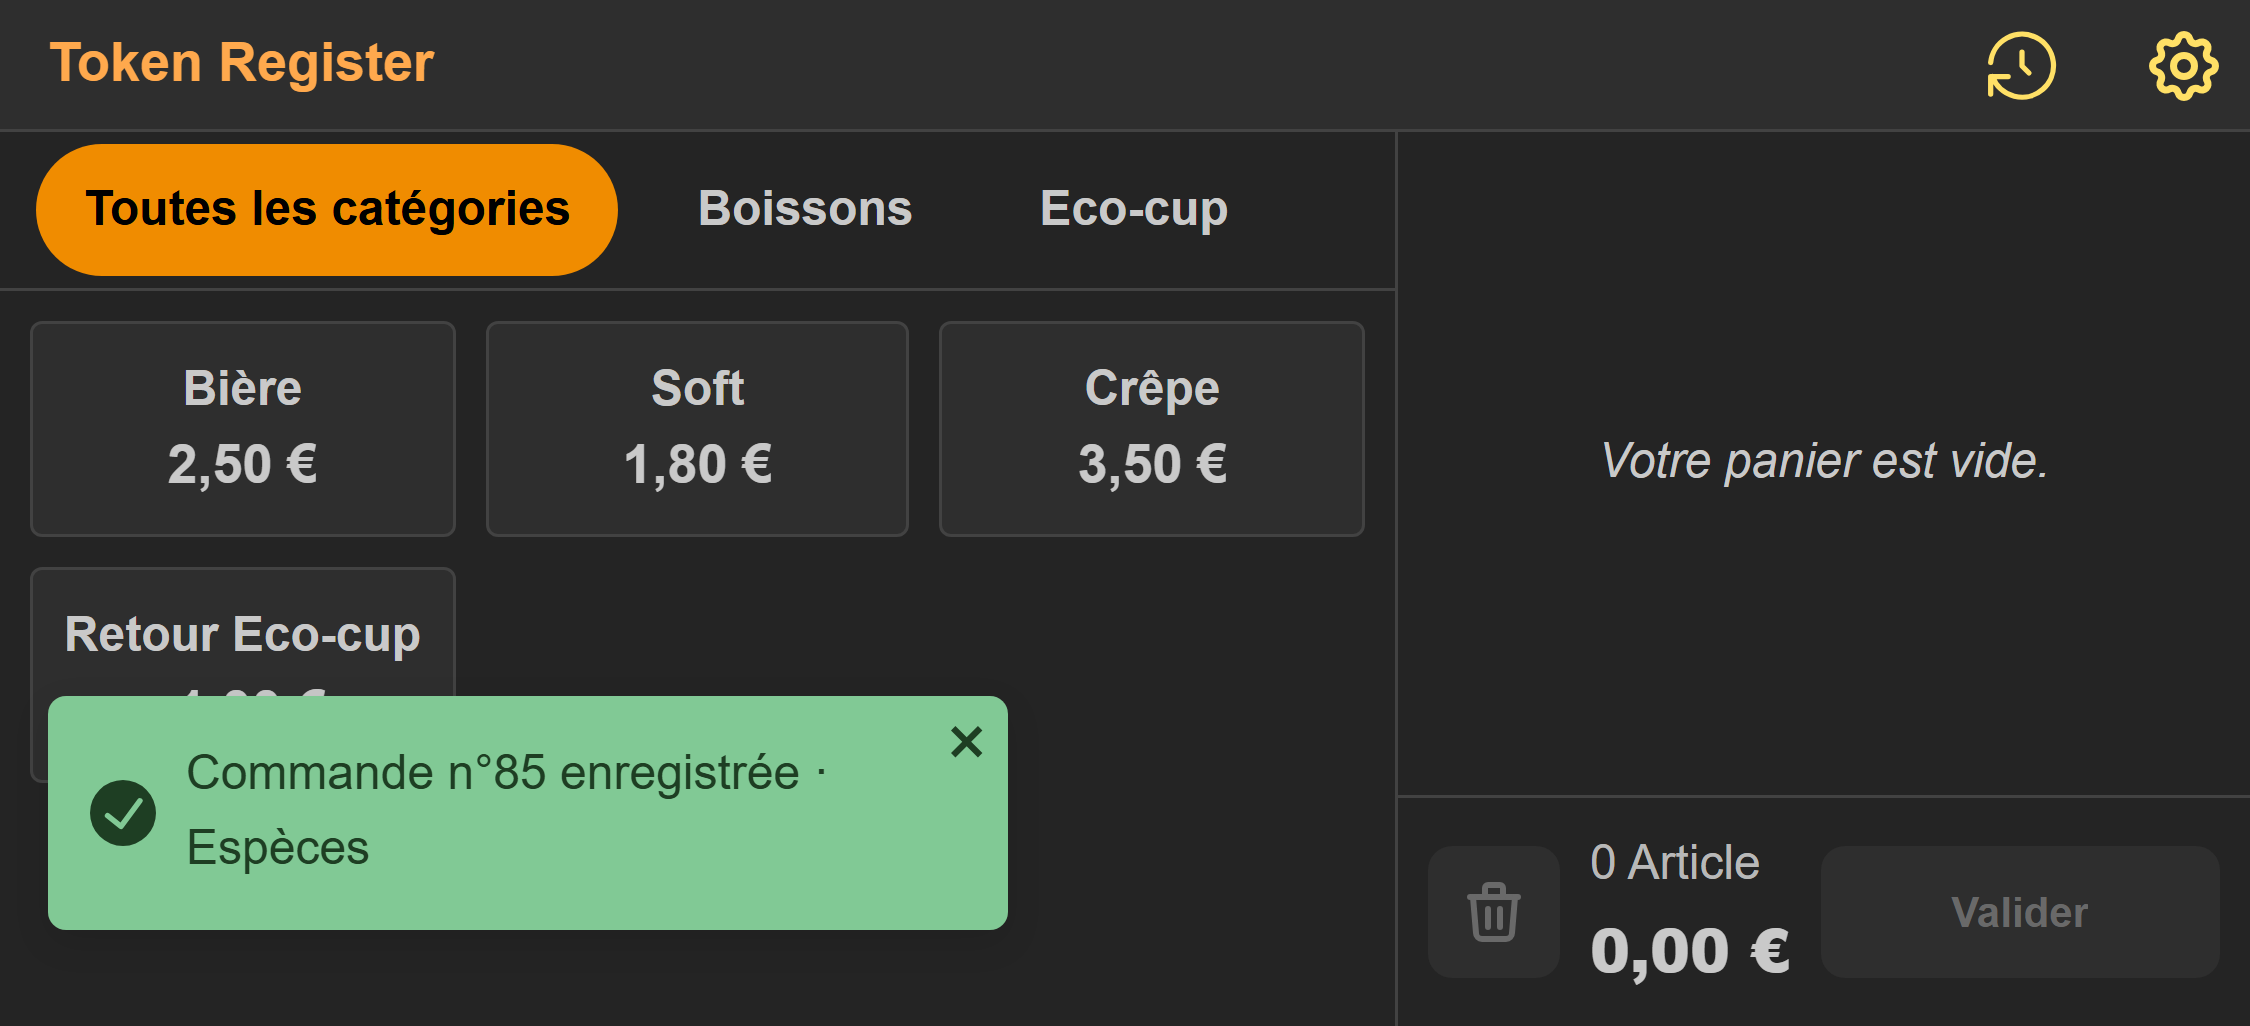 Token Register
Toutes les catégories
Boissons
Eco-cup
Bière
2,50 €
Soft
1,80 €
Crêpe
3,50 €
Retour Eco-cup
Commande n°85 enregistrée ·
Espèces
Votre panier est vide.
0 Article
0,00 €
Valider